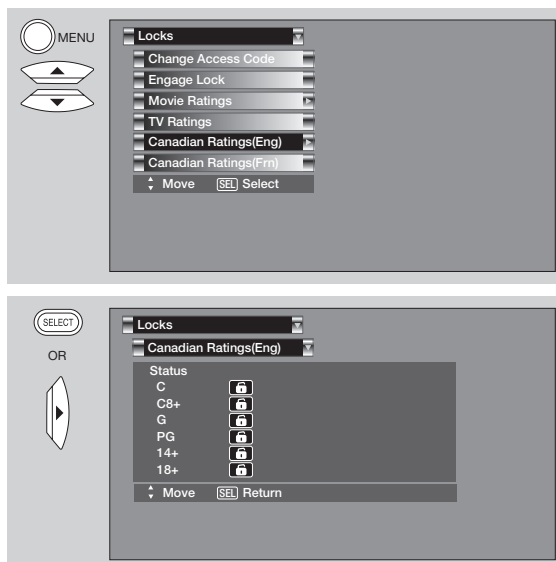 MENU
Locks
Change Access Code
Engage Lock
Movie Ratings
TV Ratings
Canadian Ratings(Eng)
Canadian Ratings(Frn)
Move SEL Select
SELECT
OR
Locks
Canadian Ratings(Eng)
Status
C
C8+
G
PG
14+
18+
Move SEL Return